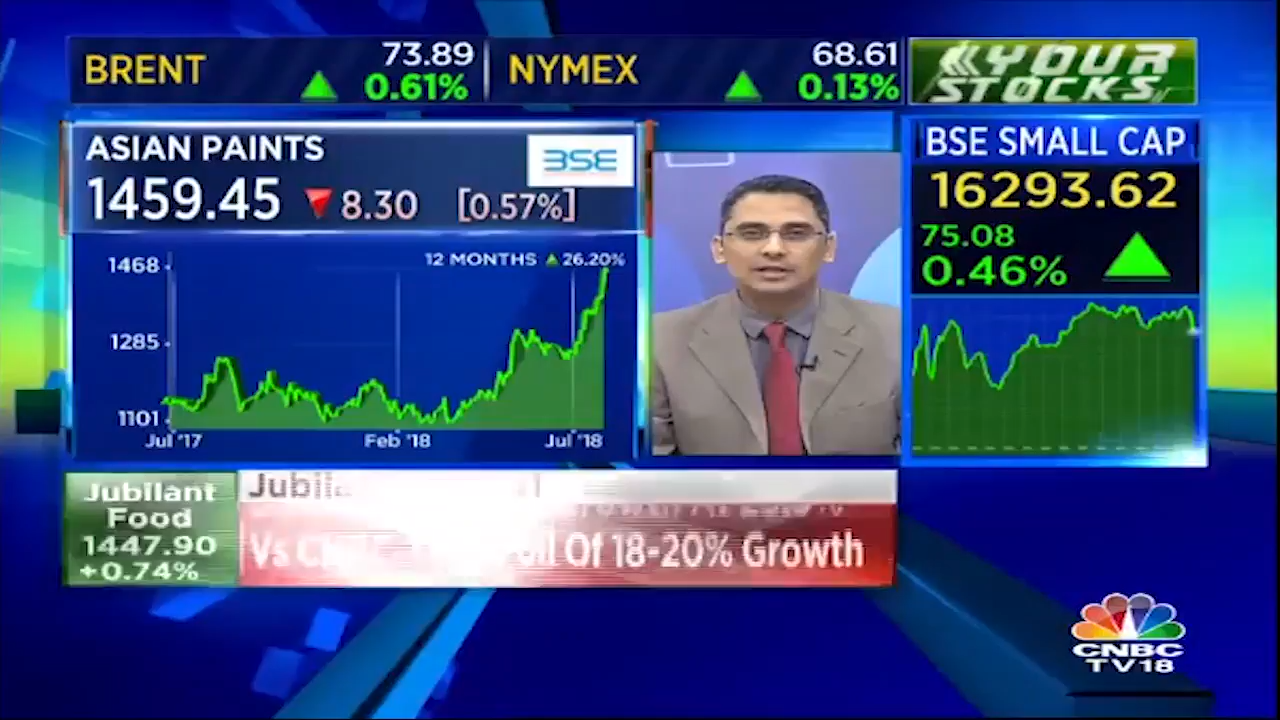 BRENT
73.89
0.61%
NYMEX
68.61
0.13%
YOUR
STOCKS
ASIAN PAINTS
BSE
1459.45 8.30 [0.57%]
12 MONTHS 26.20%
1468
1285
1101
Jul '17 Feb '18 Jul '18
BSE SMALL CAP
16293.62
75.08
0.46%
Jubilant
Food
1447.90
+0.74%
Of 18-20% Growth
Vs
CNBC
TV18